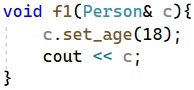 void f1(Person& c){
    c.set_age(18);
    cout << c;
}